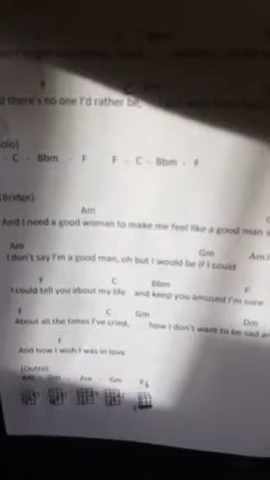 F C Gm
d there's no one I'd rather be,
olo)
- C - Bbm - F F - C - Bbm - F
(Bridge)
Am
And I need a good woman to make me feel like a good man
Am Gm Am
I don't say I'm a good man, oh but I would be if I could
F C Bbm F
I could tell you about my life and keep you amused I'm sure
F C Gm Dm
About all the times I've cried, how I don't want to be sad
F
And how I wish I was in love
(Outro)
Am - Gm - Am - Gm - F